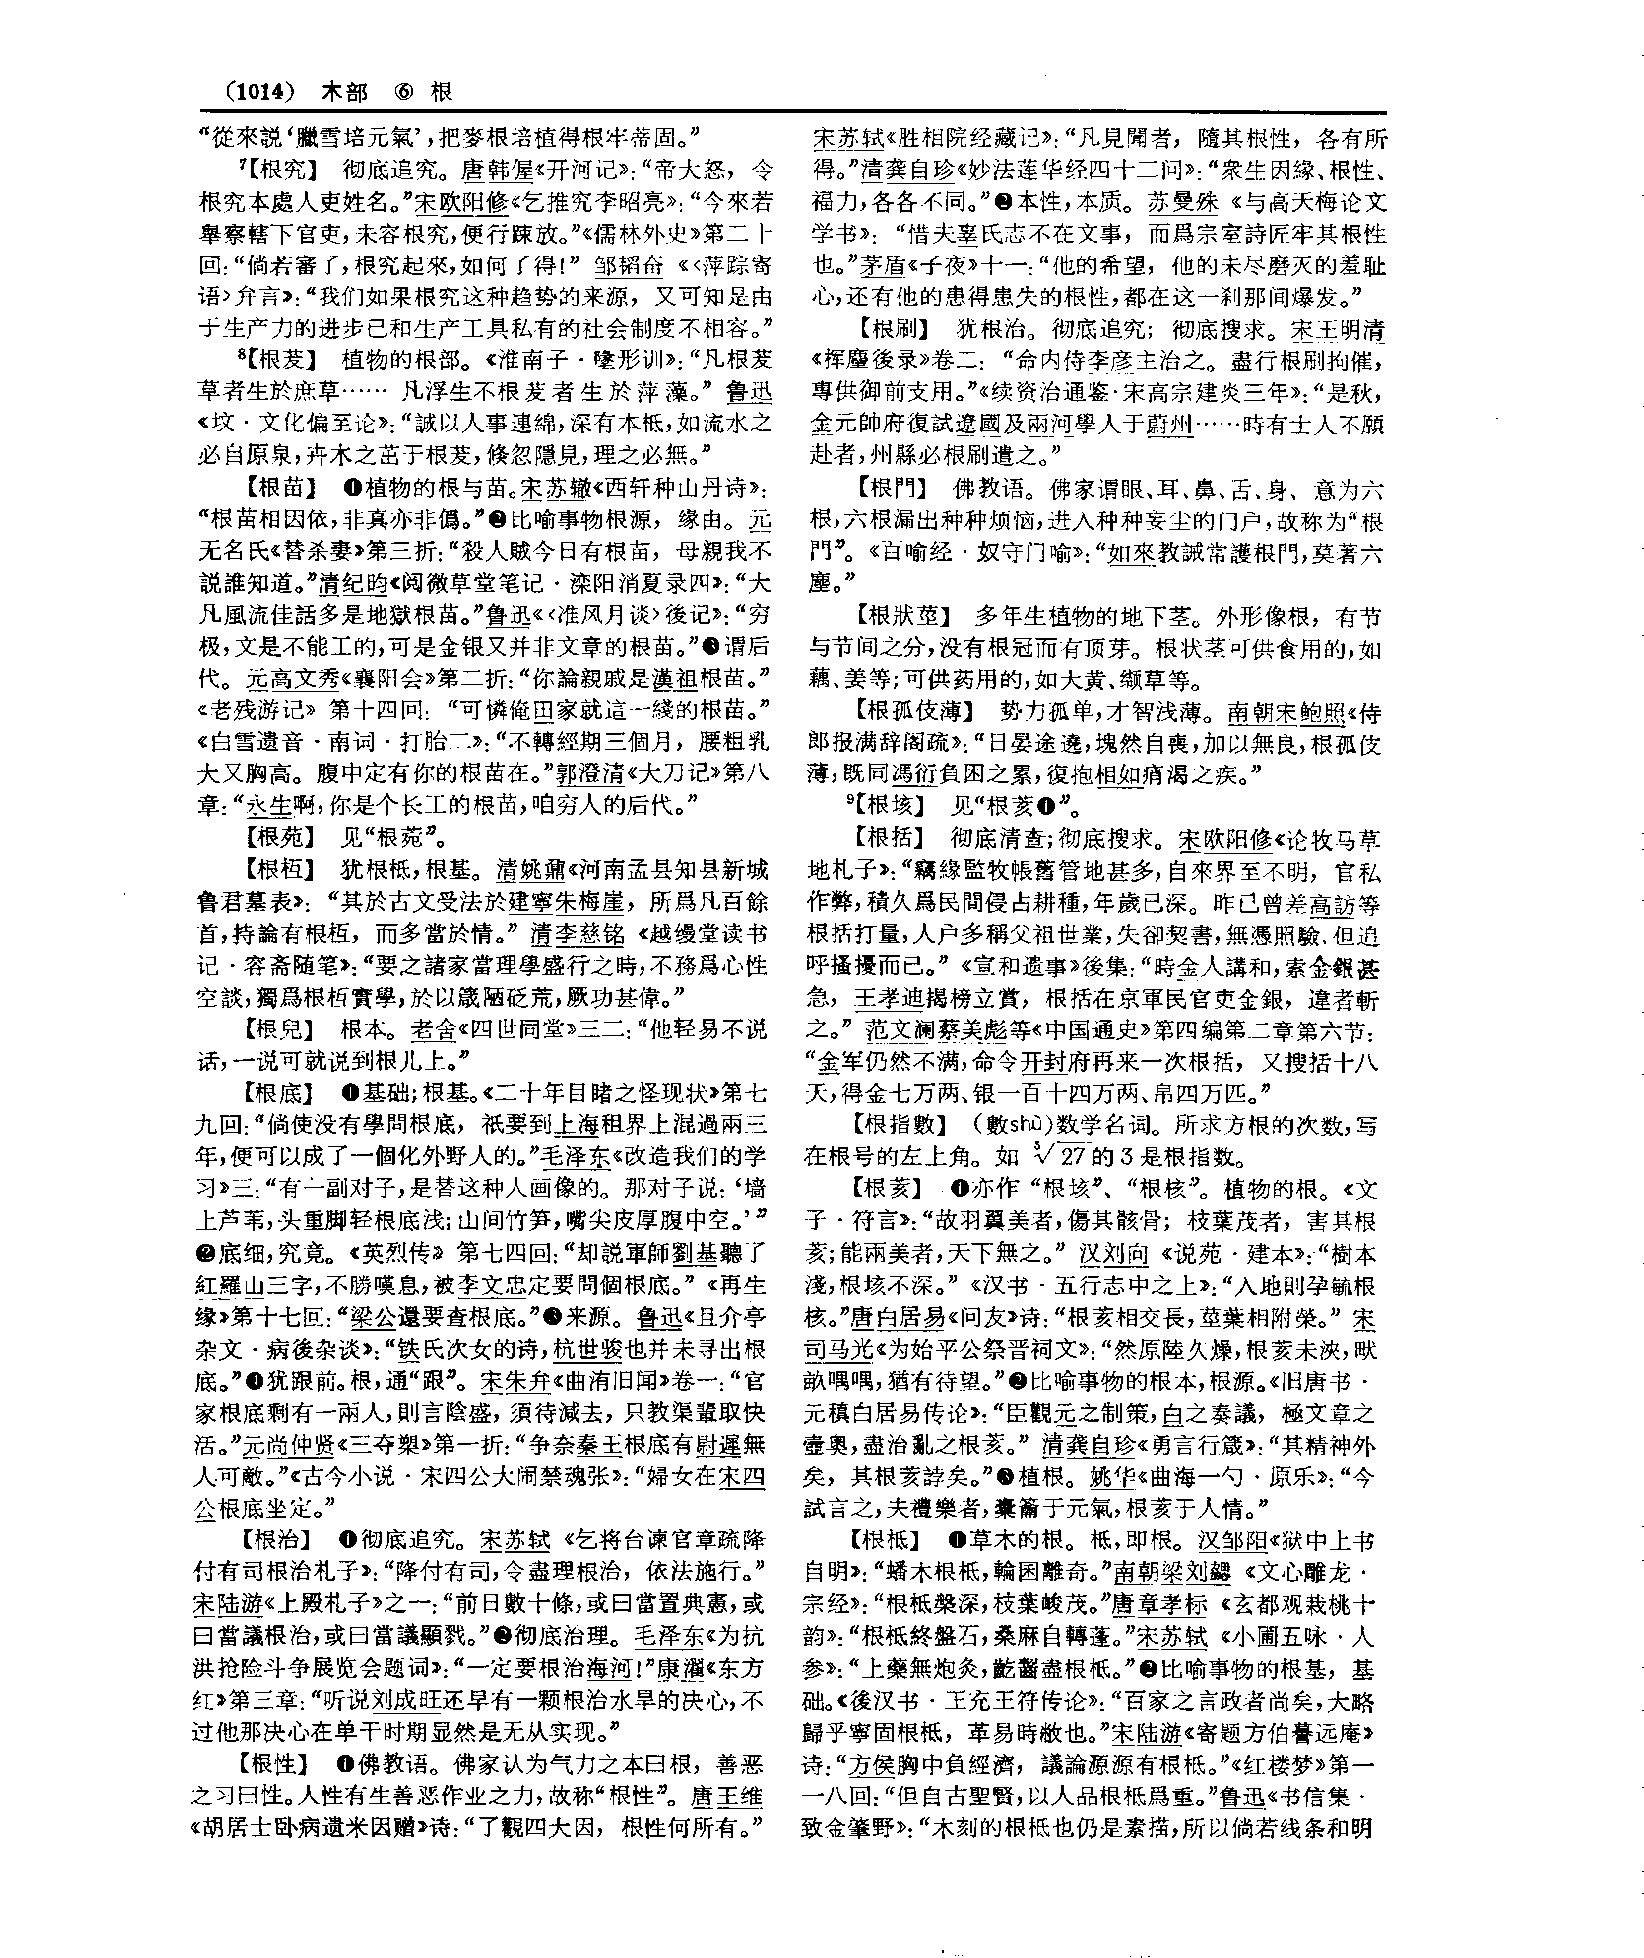 (1014) 木部 ⑥ 根
“從來説‘臘雪培元氣’,把麥根培植得根牢蒂固。”
⁷【根究】 彻底追究。唐韩偓《开河记》:“帝大怒，令
根究本處人吏姓名。”宋欧阳修《乞推究李昭亮》:“今來若
舉察轄下官吏,未容根究,便行踈放。”《儒林外史》第二十
回:“倘若審了,根究起來,如何了得!” 邹韬奋《〈萍踪寄
语〉弁言》:“我们如果根究这种趋势的来源，又可知是由
于生产力的进步已和生产工具私有的社会制度不相容。”
⁸【根茇】 植物的根部。《淮南子·墬形训》:“凡根茇
草者生於庶草…… 凡浮生不根茇者生於萍藻。” 鲁迅
《坟·文化偏至论》:“誠以人事連綿,深有本柢,如流水之
必自原泉,卉木之茁于根茇,倏忽隱見,理之必無。”
【根苗】 ❶植物的根与苗。宋苏辙《西轩种山丹诗》:
“根苗相因依,非真亦非僞。”❷比喻事物根源，缘由。元
无名氏《替杀妻》第三折:“殺人賊今日有根苗，母親我不
説誰知道。”清纪昀《阅微草堂笔记·滦阳消夏录四》:“大
凡風流佳話多是地獄根苗。”鲁迅《〈准风月谈〉後记》:“穷
极,文是不能工的,可是金银又并非文章的根苗。”❸谓后
代。元高文秀《襄阳会》第二折:“你論親戚是漢祖根苗。”
《老残游记》第十四回: “可憐俺田家就這一綫的根苗。”
《白雪遗音·南词·打胎二》:“不轉經期三個月，腰粗乳
大又胸高。腹中定有你的根苗在。”郭澄清《大刀记》第八
章:“永生啊,你是个长工的根苗,咱穷人的后代。”
【根苑】 见“根菀”。
【根柢】 犹根柢,根基。清姚鼐《河南孟县知县新城
鲁君墓表》: “其於古文受法於建寧朱梅崖，所爲凡百餘
首,持論有根柢，而多當於情。” 清李慈铭《越缦堂读书
记·容斋随笔》:“要之諸家當理學盛行之時,不務爲心性
空談,獨爲根柢實學,於以箴陋砭荒,厥功甚偉。”
【根兒】 根本。老舍《四世同堂》三二:“他轻易不说
话,一说可就说到根儿上。”
【根底】 ❶基础;根基。《二十年目睹之怪现状》第七
九回:“倘使没有學問根底，祇要到上海租界上混過兩三
年,便可以成了一個化外野人的。”毛泽东《改造我们的学
习》三:“有一副对子,是替这种人画像的。那对子说:‘墙
上芦苇,头重脚轻根底浅;山间竹笋,嘴尖皮厚腹中空。’”
❷底细,究竟。《英烈传》第七四回:“却説軍師劉基聽了
紅羅山三字,不勝嘆息,被李文忠定要問個根底。”《再生
缘》第十七回:“梁公還要查根底。”❸来源。鲁迅《且介亭
杂文·病後杂谈》:“铁氏次女的诗,杭世骏也并未寻出根
底。”❹犹跟前。根,通“跟”。宋朱弁《曲洧旧闻》卷一:“官
家根底剩有一兩人,則言陰盛，須待減去，只教渠輩取快
活。”元尚仲贤《三夺槊》第一折:“争奈秦王根底有尉遲無
人可敵。”《古今小说·宋四公大闹禁魂张》:“婦女在宋四
公根底坐定。”
【根治】 ❶彻底追究。宋苏轼《乞将台谏官章疏降
付有司根治札子》:“降付有司,令盡理根治，依法施行。”
宋陆游《上殿札子》之一:“前日數十條,或曰當置典憲,或
曰當議根治,或曰當議顯戮。”❷彻底治理。毛泽东《为抗
洪抢险斗争展览会题词》:“一定要根治海河!”康濯《东方
红》第三章:“听说刘成旺还早有一颗根治水旱的决心,不
过他那决心在单干时期显然是无从实现。”
【根性】 ❶佛教语。佛家认为气力之本曰根，善恶
之习曰性。人性有生善恶作业之力,故称“根性”。唐王维
《胡居士卧病遗米因赠》诗:“了觀四大因，根性何所有。”
宋苏轼《胜相院经藏记》:“凡見聞者，隨其根性，各有所
得。”清龚自珍《妙法莲华经四十二问》:“衆生因緣、根性、
福力,各各不同。”❷本性,本质。苏曼殊《与高天梅论文
学书》: “惜夫辜氏志不在文事，而爲宗室詩匠牢其根性
也。”茅盾《子夜》十一:“他的希望，他的未尽磨灭的羞耻
心,还有他的患得患失的根性,都在这一刹那间爆发。”
【根刷】 犹根治。彻底追究;彻底搜求。宋王明清
《挥麈後录》卷二: “命内侍李彦主治之。盡行根刷拘催，
專供御前支用。”《续资治通鉴·宋高宗建炎三年》:“是秋，
金元帥府復試遼國及兩河舉人于蔚州……時有士人不願
赴者,州縣必根刷遣之。”
【根門】 佛教语。佛家谓眼、耳、鼻、舌、身、意为六
根,六根漏出种种烦恼,进入种种妄尘的门户,故称为“根
門”。《百喻经·奴守门喻》:“如來教誡常護根門,莫著六
塵。”
【根狀莖】 多年生植物的地下茎。外形像根，有节
与节间之分,没有根冠而有顶芽。根状茎可供食用的,如
藕、姜等;可供药用的,如大黄、缬草等。
【根孤伎薄】 势力孤单,才智浅薄。南朝宋鲍照《侍
郎报满辞阁疏》:“日晏途遶,塊然自喪,加以無良,根孤伎
薄;既同馮衍負困之累,復抱相如痟渴之疾。”
⁹【根垓】 见“根荄❶”。
【根括】 彻底清查;彻底搜求。宋欧阳修《论牧马草
地札子》:“竊緣監牧帳舊管地甚多,自來界至不明，官私
作弊,積久爲民間侵占耕種,年歲已深。昨已曾差高訪等
根括打量,人户多稱父祖世業,失卻契書,無憑照驗,但追
呼搔擾而已。”《宣和遗事》後集:“時金人講和,索金銀甚
急，王孝迪揭榜立賞，根括在京軍民官吏金銀，違者斬
之。” 范文澜蔡美彪等《中国通史》第四编第二章第六节:
“金军仍然不满,命令开封府再来一次根括，又搜括十八
天,得金七万两、银一百十四万两、帛四万匹。”
【根指數】 (數shù)数学名词。所求方根的次数,写
在根号的左上角。如 ³√27 的 3 是根指数。
【根荄】 ❶亦作“根垓”、“根核”。植物的根。《文
子·符言》:“故羽翼美者,傷其骸骨;枝葉茂者，害其根
荄;能兩美者,天下無之。” 汉刘向《说苑·建本》:“樹本
淺,根垓不深。”《汉书·五行志中之上》:“入地則孕毓根
核。”唐白居易《问友》诗:“根荄相交長,莖葉相附榮。” 宋
司马光《为始平公祭晋祠文》:“然原陸久燥,根荄未泱,畎
畝喁喁,猶有待望。”❷比喻事物的根本,根源。《旧唐书·
元稹白居易传论》:“臣觀元之制策,白之奏議，極文章之
壼奥,盡治亂之根荄。” 清龚自珍《勇言行箴》:“其精神外
矣，其根荄誖矣。”❸植根。姚华《曲海一勺·原乐》:“今
試言之,夫禮樂者,橐籥于元氣,根荄于人情。”
【根柢】 ❶草木的根。柢,即根。汉邹阳《狱中上书
自明》:“蟠木根柢,輪囷離奇。”南朝梁刘勰《文心雕龙·
宗经》:“根柢槃深,枝葉峻茂。”唐章孝标《玄都观栽桃十
韵》:“根柢終盤石,桑麻自轉蓬。”宋苏轼《小圃五咏·人
参》:“上藥無炮灸,齕齧盡根柢。”❷比喻事物的根基，基
础。《後汉书·王充王符传论》:“百家之言政者尚矣,大略
歸乎寧固根柢，革易時敝也。”宋陆游《寄题方伯謩远庵》
诗:“方侯胸中負經濟，議論源源有根柢。”《红楼梦》第一
一八回:“但自古聖賢,以人品根柢爲重。”鲁迅《书信集·
致金肇野》:“木刻的根柢也仍是素描,所以倘若线条和明